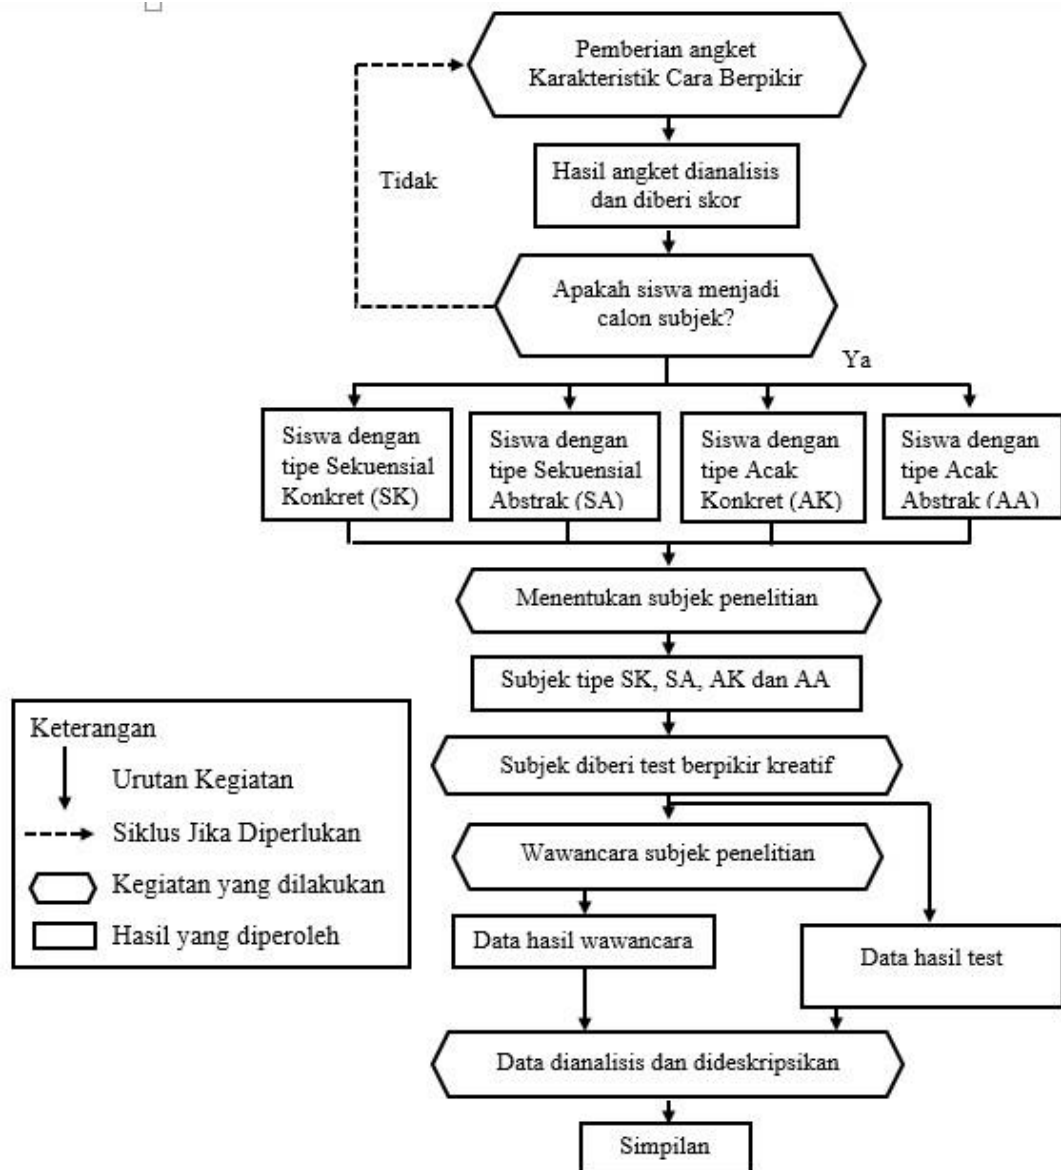 Pemberian angket
Karakteristik Cara Berpikir
Tidak
Hasil angket dianalisis
dan diberi skor
Apakah siswa menjadi
calon subjek?
Ya
Siswa dengan
tipe Sekuensial
Konkret (SK)
Siswa dengan
tipe Sekuensial
Abstrak (SA)
Siswa dengan
tipe Acak
Konkret (AK)
Siswa dengan
tipe Acak
Abstrak (AA)
Menentukan subjek penelitian
Subjek tipe SK, SA, AK dan AA
Subjek diberi test berpikir kreatif
Wawancara subjek penelitian
Data hasil wawancara
Data hasil test
Data dianalisis dan dideskripsikan
Simpilan
Keterangan
Urutan Kegiatan
Siklus Jika Diperlukan
Kegiatan yang dilakukan
Hasil yang diperoleh